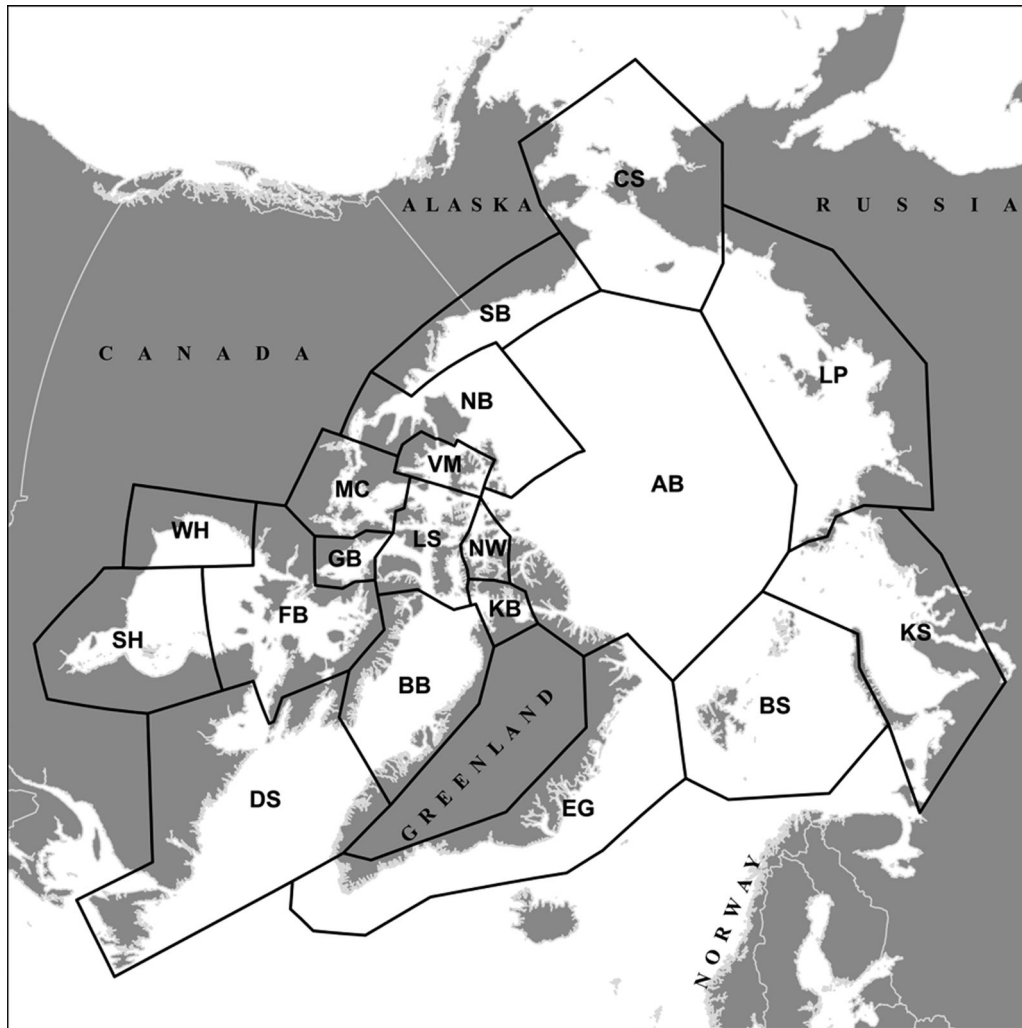 CS
ALASKA
RUSSIA
SB
CANADA
LP
NB
VM
AB
MC
WH
LS
NW
GB
KB
FB
SH
KS
BB
BS
GREENLAND
DS
EG
NORWAY